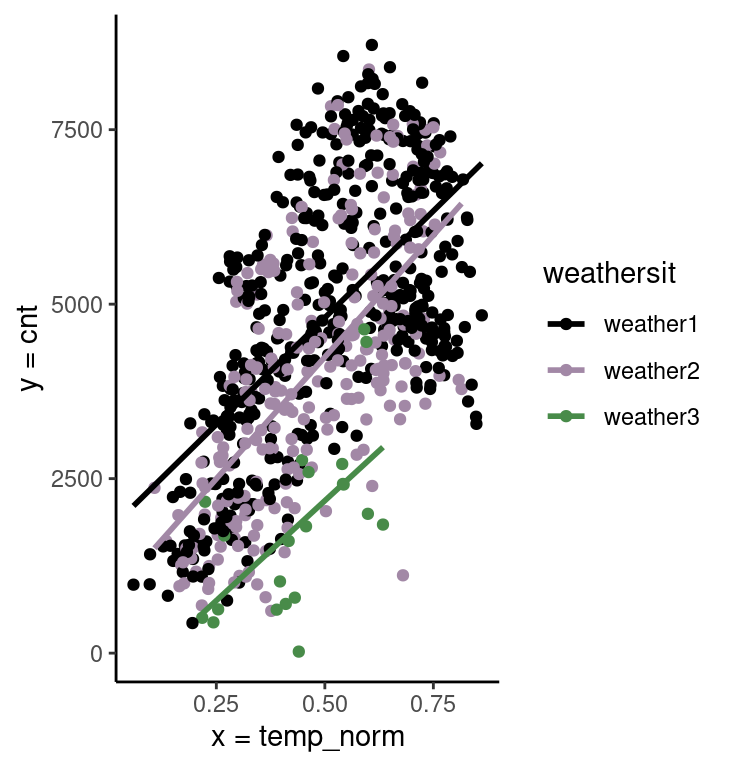 7500
5000
2500
0
y = cnt
0.25 0.50 0.75
x = temp_norm
weathersit
weather1
weather2
weather3